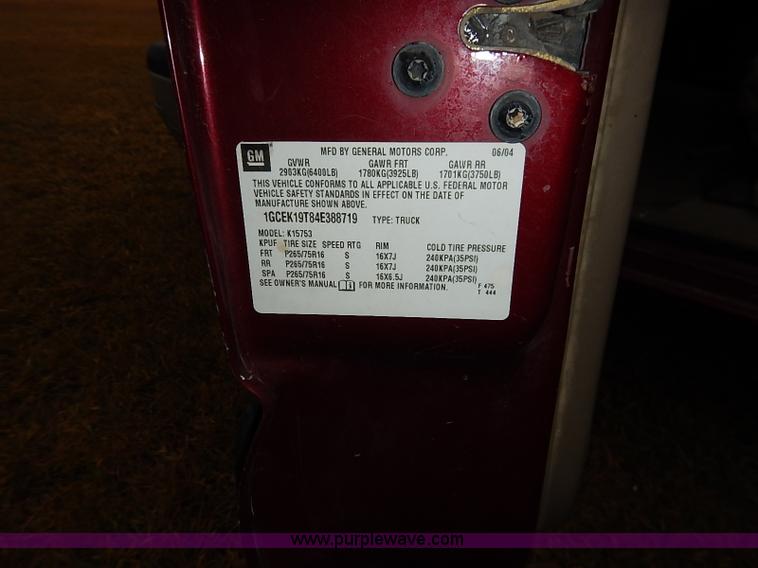 GM MFD BY GENERAL MOTORS CORP. 06/04
GVWR GAWR FRT GAWR RR
2903KG(6400LB) 1780KG(3925LB) 1701KG(3750LB)
THIS VEHICLE CONFORMS TO ALL APPLICABLE U.S. FEDERAL MOTOR
VEHICLE SAFETY STANDARDS IN EFFECT ON THE DATE OF
MANUFACTURE SHOWN ABOVE.
1GCEK19T84E388719 TYPE: TRUCK
MODEL: K15753
KPUF TIRE SIZE SPEED RTG RIM COLD TIRE PRESSURE
FRT P265/75R16 S 16X7J 240KPA(35PSI)
RR P265/75R16 S 16X7J 240KPA(35PSI)
SPA P265/75R16 S 16X6.5J 240KPA(35PSI)
SEE OWNER'S MANUAL FOR MORE INFORMATION. F 475
T 444
www.purplewave.com